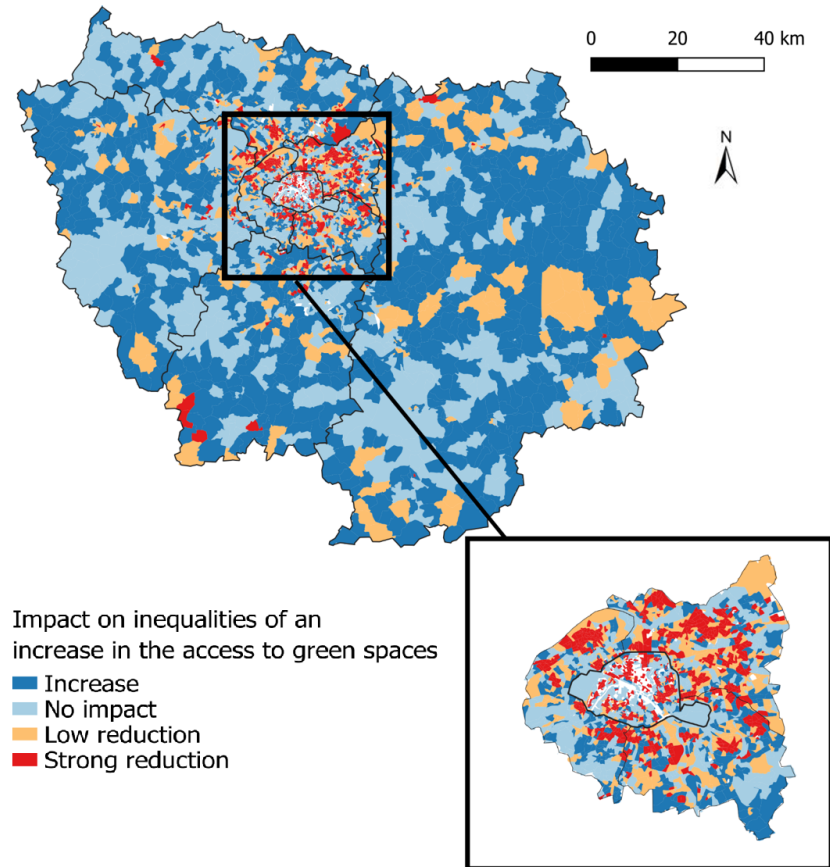 0 20 40 km
N
Impact on inequalities of an
increase in the access to green spaces
Increase
No impact
Low reduction
Strong reduction